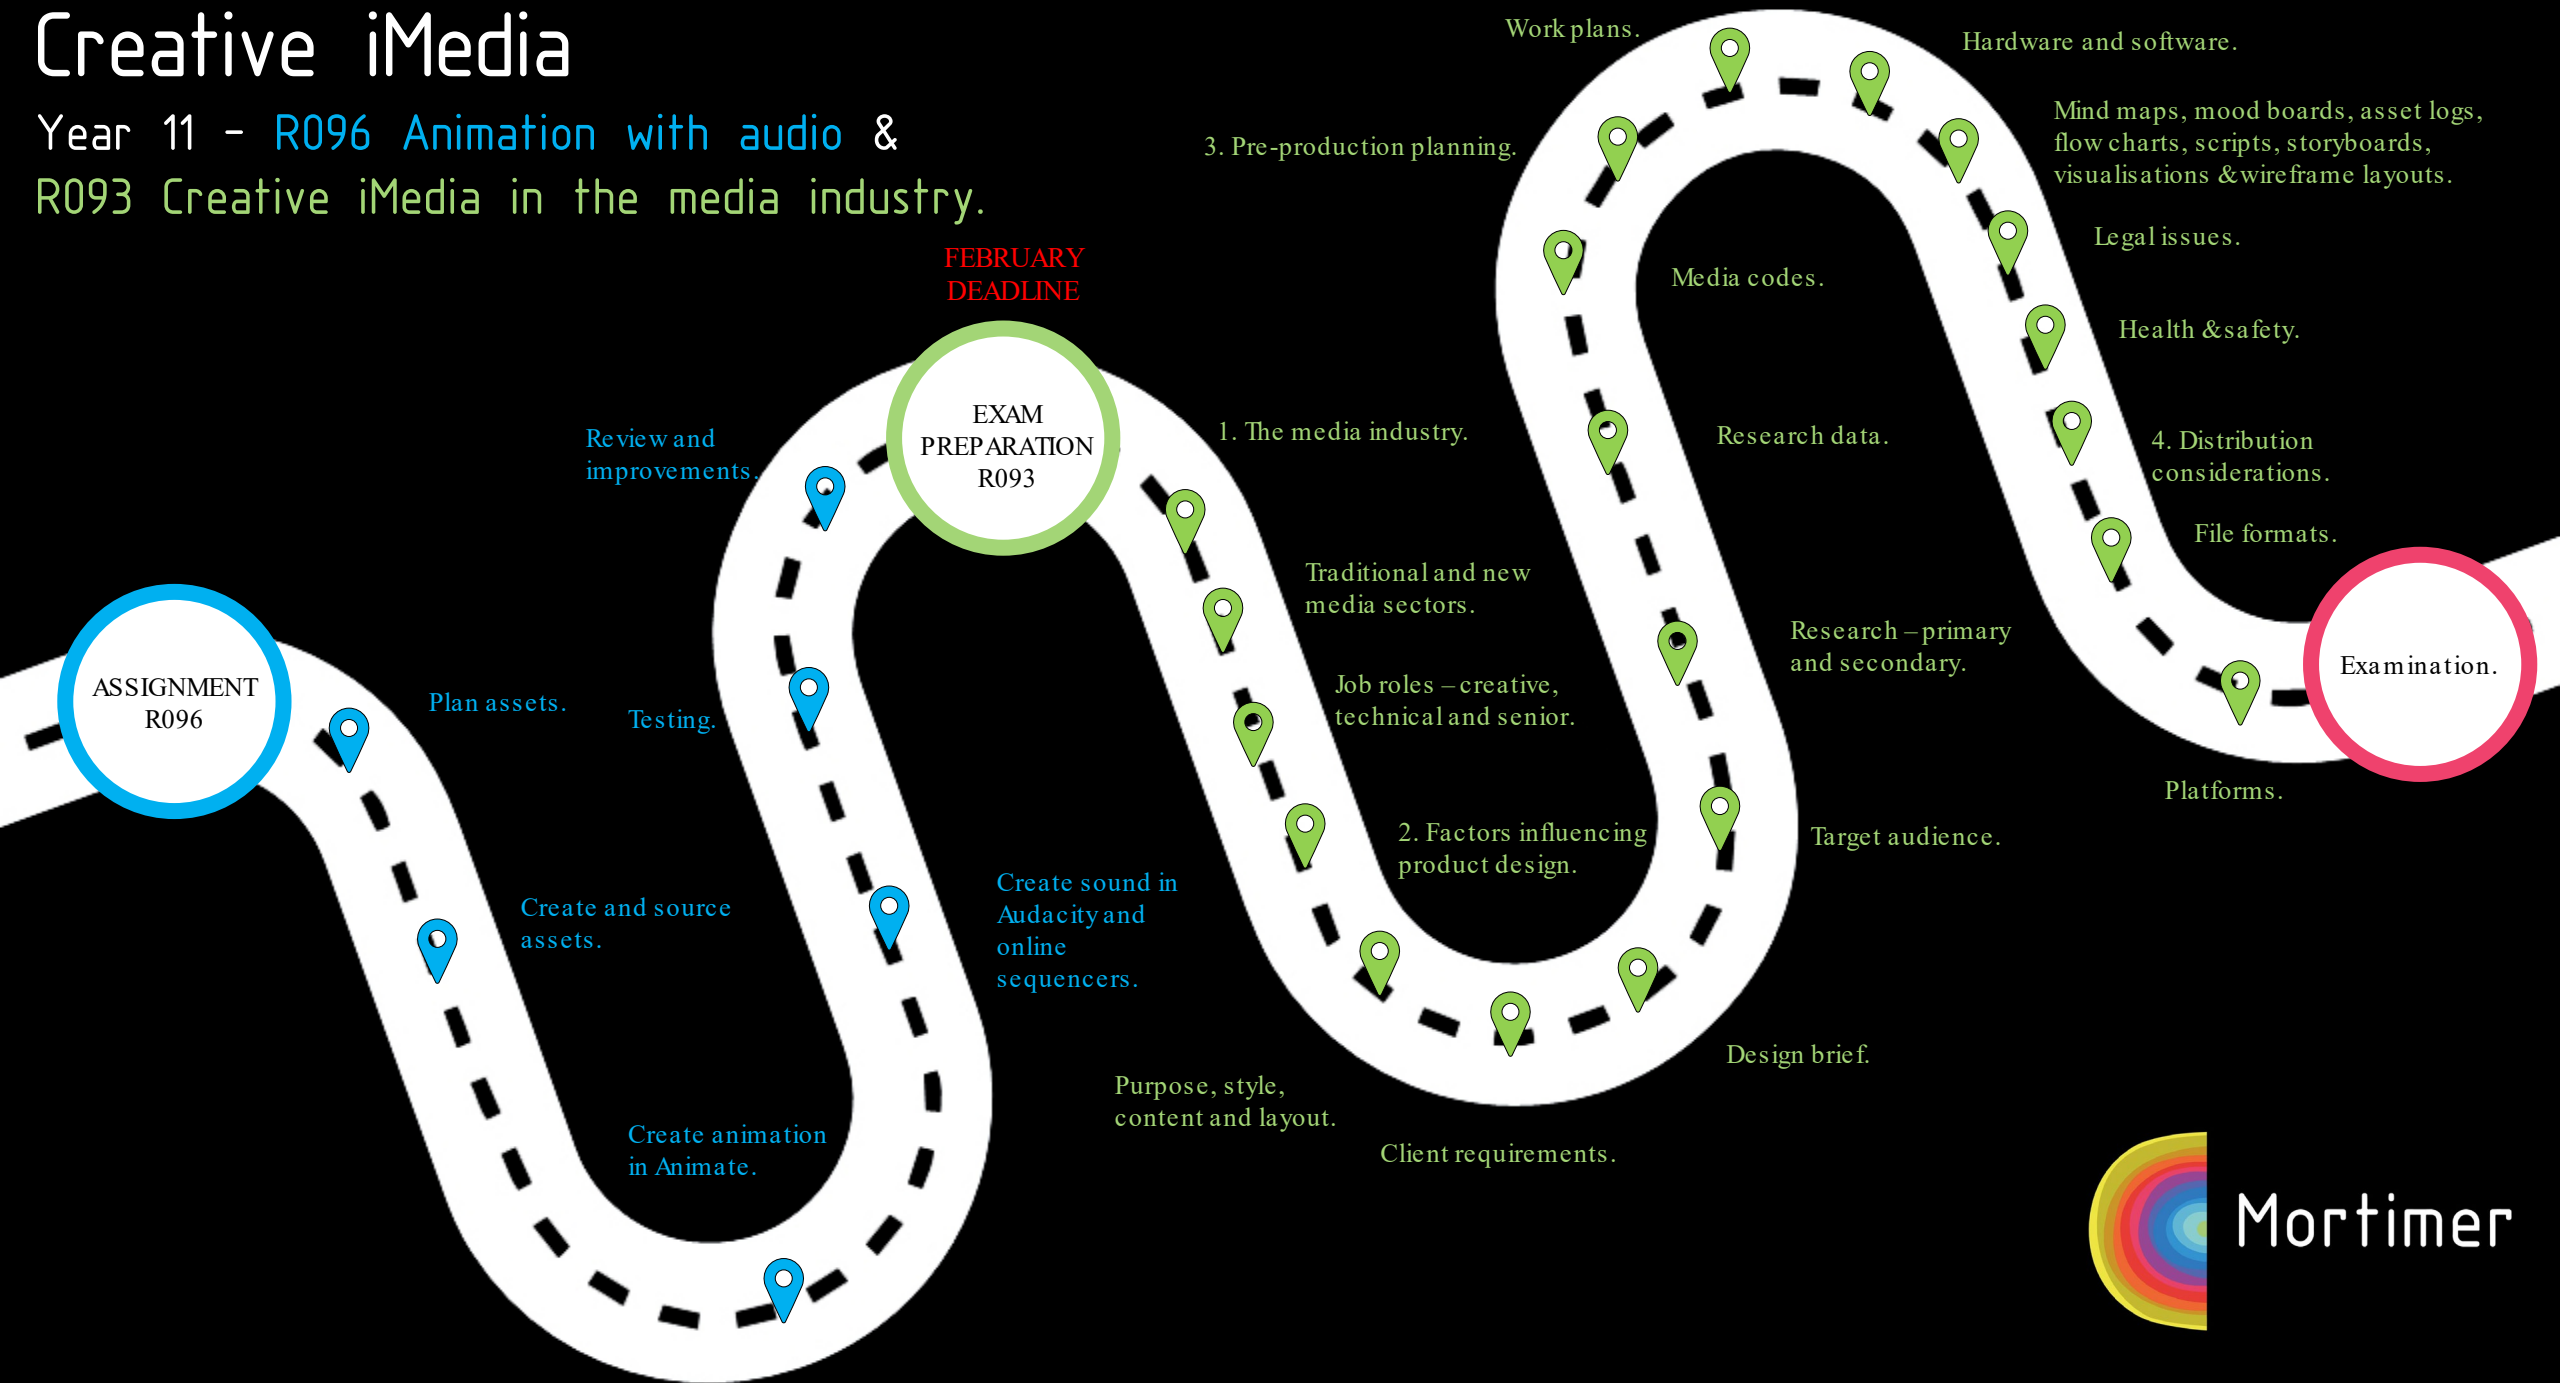 Creative iMedia
Year 11 - R096 Animation with audio &
R093 Creative iMedia in the media industry.
ASSIGNMENT
R096
Plan assets.
Create and source
assets.
Create animation
in Animate.
Create sound in
Audacity and
online
sequencers.
Testing.
Review and
improvements.
FEBRUARY
DEADLINE
EXAM
PREPARATION
R093
1. The media industry.
Traditional and new
media sectors.
Job roles – creative,
technical and senior.
2. Factors influencing
product design.
Purpose, style,
content and layout.
Client requirements.
Design brief.
Target audience.
Research – primary
and secondary.
Research data.
Media codes.
3. Pre-production planning.
Work plans.
Hardware and software.
Mind maps, mood boards, asset logs,
flow charts, scripts, storyboards,
visualisations & wireframe layouts.
Legal issues.
Health & safety.
4. Distribution
considerations.
File formats.
Platforms.
Examination.
Mortimer